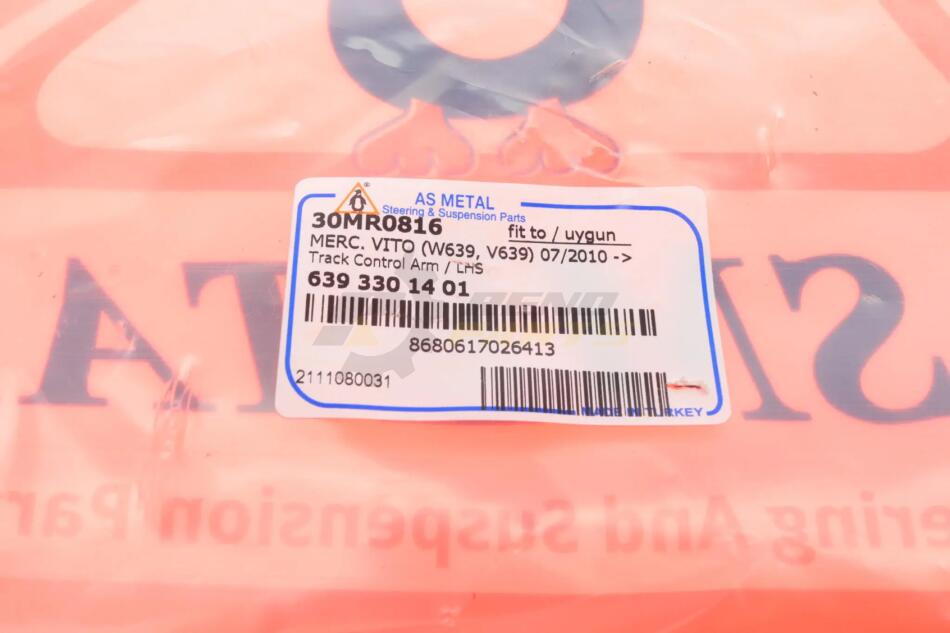 AS METAL
Steering & Suspension Parts
30MR0816
fit to / uygun
MERC. VITO (W639, V639) 07/2010 ->
Track Control Arm / LHS
639 330 14 01
8680617026413
2111080031
MADE IN TURKEY
ering And Suspension Par